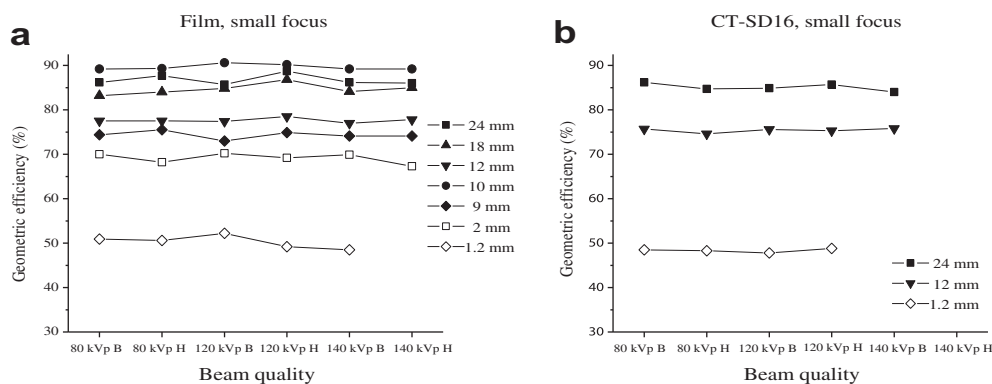 a
Film, small focus
Geometric efficiency (%)
90
80
70
60
50
40
30
80 kVp B
80 kVp H
120 kVp B
120 kVp H
140 kVp B
140 kVp H
Beam quality
24 mm
18 mm
12 mm
10 mm
9 mm
2 mm
1.2 mm
b
CT-SD16, small focus
Geometric efficiency (%)
90
80
70
60
50
40
30
80 kVp B
80 kVp H
120 kVp B
120 kVp H
140 kVp B
140 kVp H
Beam quality
24 mm
12 mm
1.2 mm